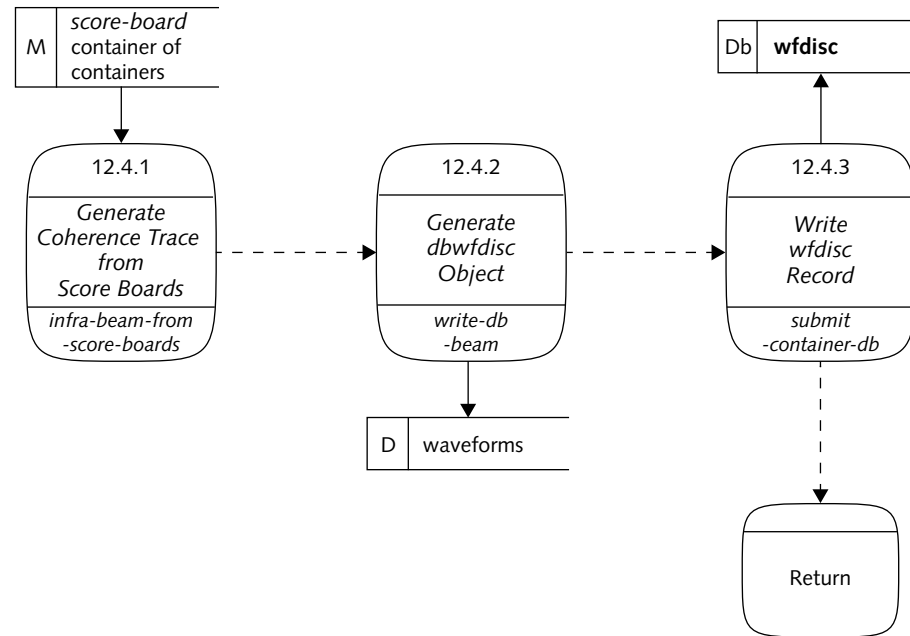 M
score-board
container of
containers
Db
wfdisc
12.4.1
Generate
Coherence Trace
from
Score Boards
infra-beam-from
-score-boards
12.4.2
Generate
dbwfdisc
Object
write-db
-beam
12.4.3
Write
wfdisc
Record
submit
-container-db
D
waveforms
Return